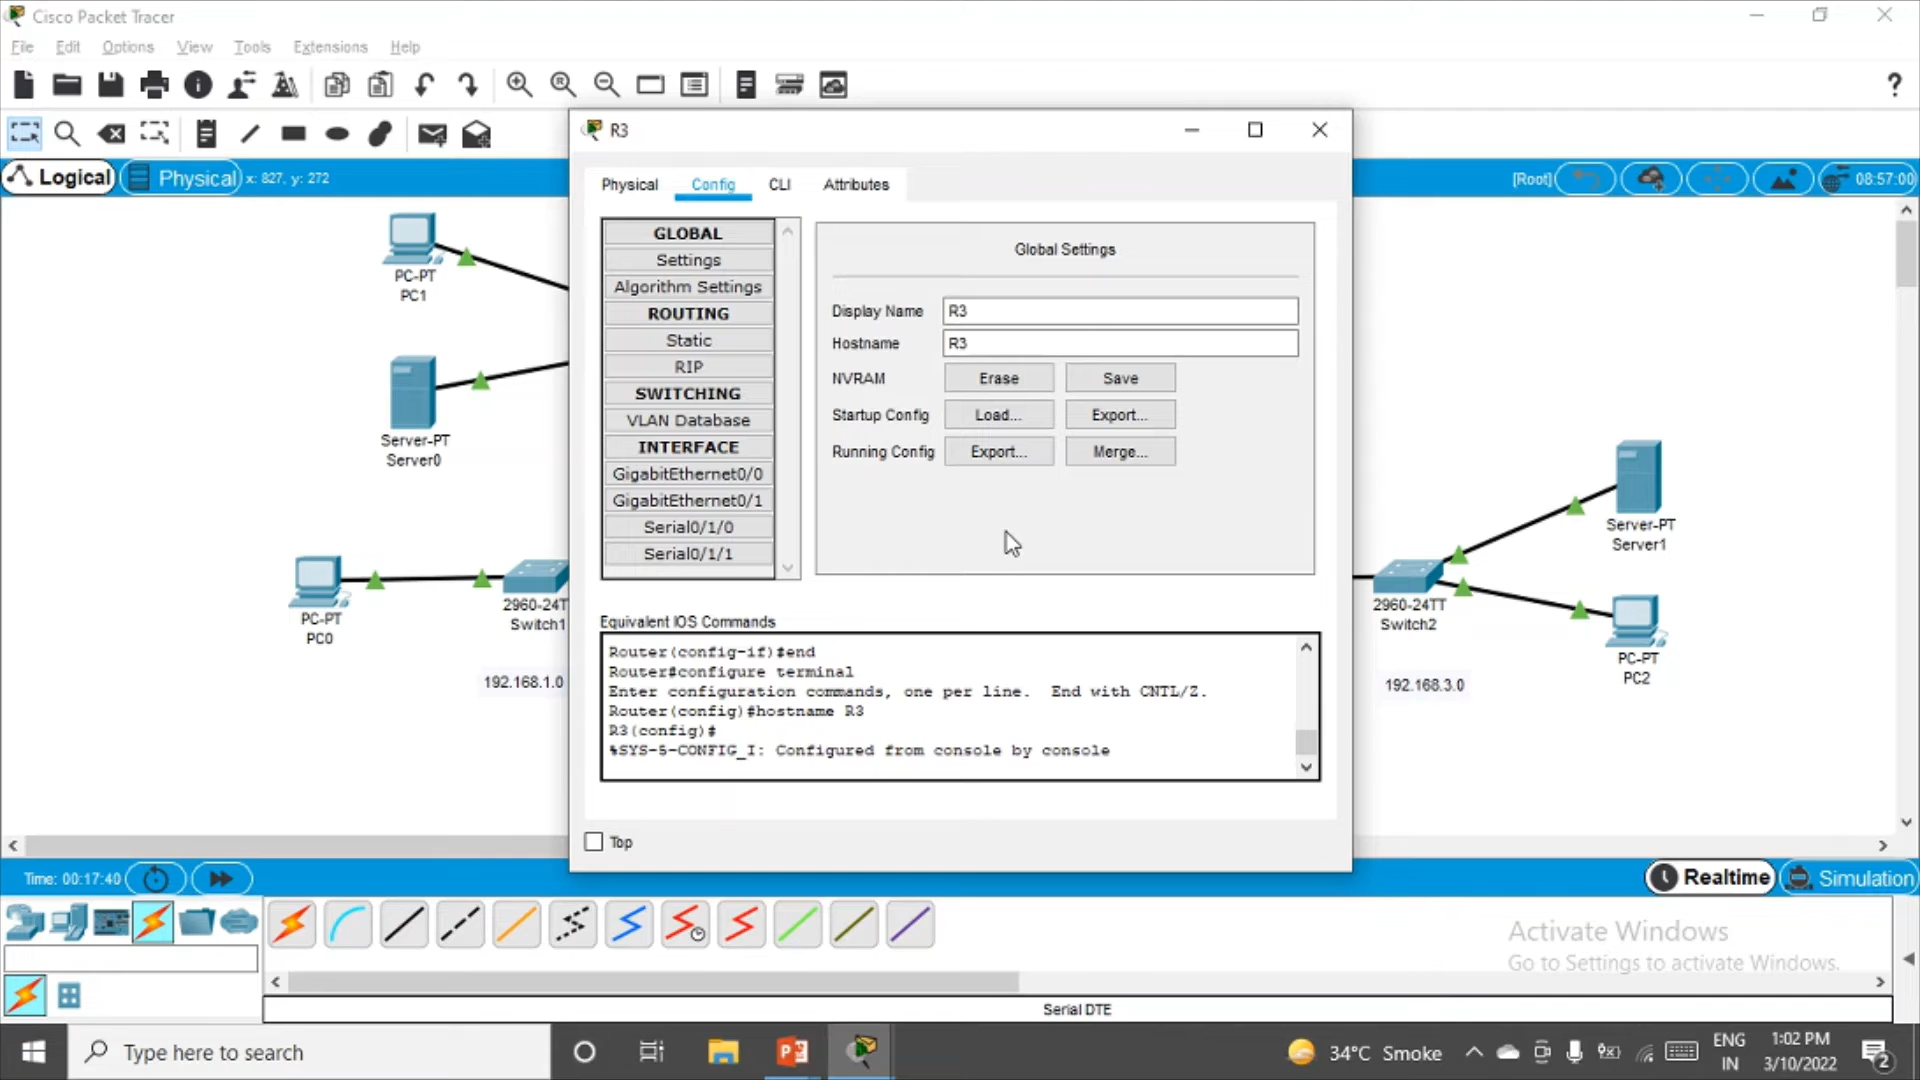 Cisco Packet Tracer
File Edit Options View Tools Extensions Help
?
R3
Logical Physical x: 827, y: 272
[Root] 08:57:00
Physical Config CLI Attributes
GLOBAL
Settings
Algorithm Settings
ROUTING
Static
RIP
SWITCHING
VLAN Database
INTERFACE
GigabitEthernet0/0
GigabitEthernet0/1
Serial0/1/0
Serial0/1/1
Global Settings
Display Name R3
Hostname R3
NVRAM Erase Save
Startup Config Load... Export...
Running Config Export... Merge...
Equivalent IOS Commands
Router(config-if)#end
Router#configure terminal
Enter configuration commands, one per line. End with CNTL/Z.
Router(config)#hostname R3
R3(config)#
%SYS-5-CONFIG_I: Configured from console by console
Top
PC-PT
PC1
Server-PT
Server0
PC-PT
PC0
2960-24TT
Switch1
192.168.1.0
2960-24TT
Switch2
192.168.3.0
Server-PT
Server1
PC-PT
PC2
Time: 00:17:40
Realtime Simulation
Activate Windows
Go to Settings to activate Windows.
Serial DTE
Type here to search
34°C Smoke
ENG
IN
1:02 PM
3/10/2022
2